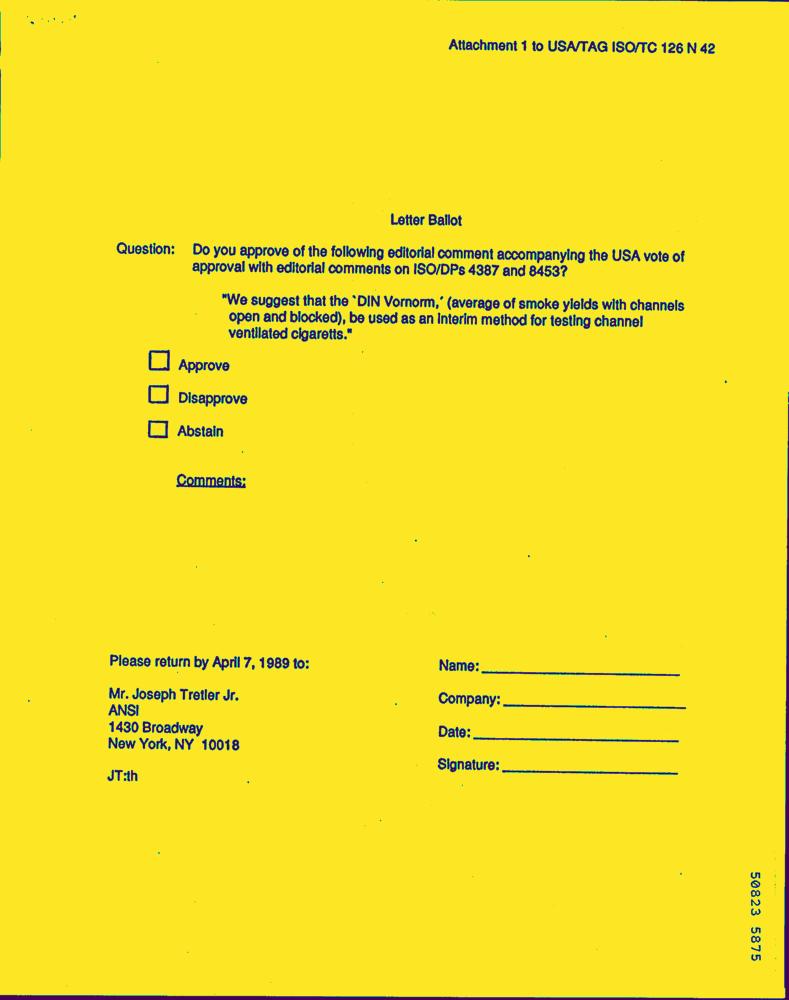 Attachment 1 to USA/TAG ISO/TC 126 N 42
Letter Ballot
Question: Do you approve of the following editorial comment accompanying the USA vote of
approval with editorial comments on ISO/DPs 4387 and 8453?
"We suggest that the `DIN Vornorm,' (average of smoke yields with channels
open and blocked), be used as an interim method for testing channel
ventilated cigaretts."
Approve
Disapprove
Abstain
Comments:
Please return by April 7, 1989 to:
Mr. Joseph Tretler Jr.
ANSI
1430 Broadway
New York, NY 10018
JT:th
Name:
Company:
Date:
Signature:
50823 5875